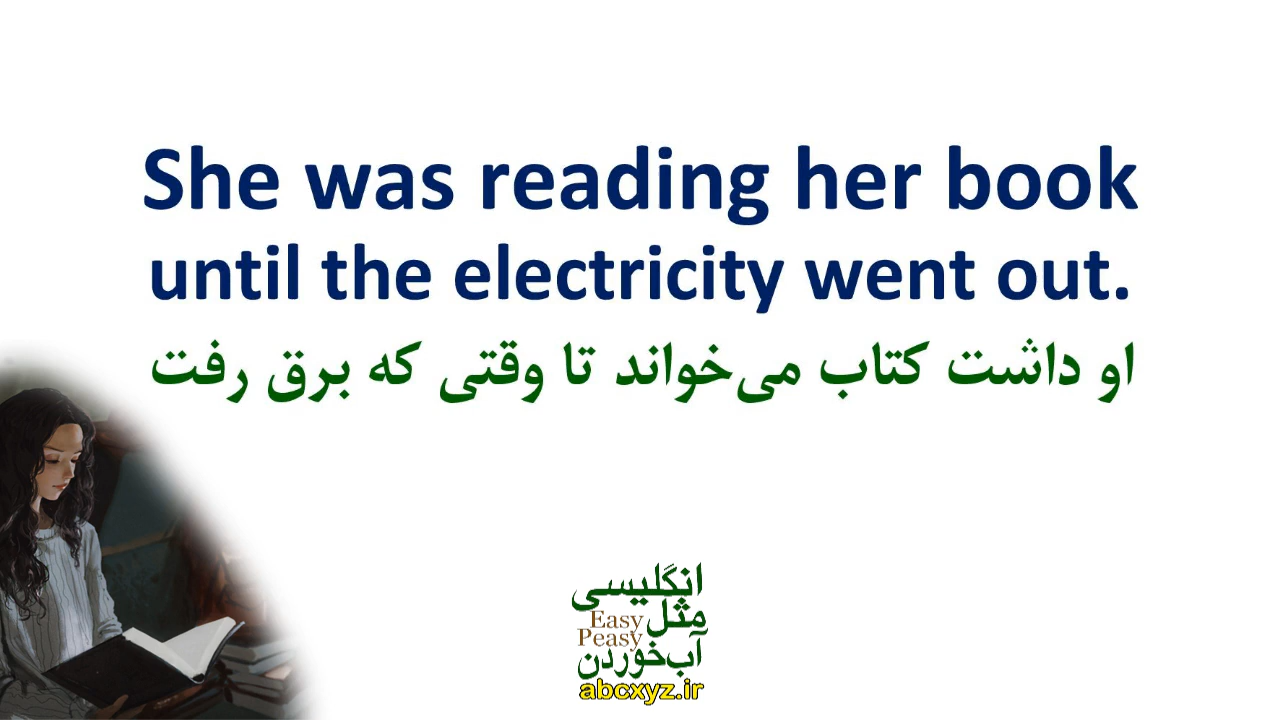 She was reading her book
until the electricity went out.
او داشت کتاب می‌خواند تا وقتی که برق رفت
انگلیسی
مثل
Easy
Peasy
آب‌خوردن
abcxyz.ir